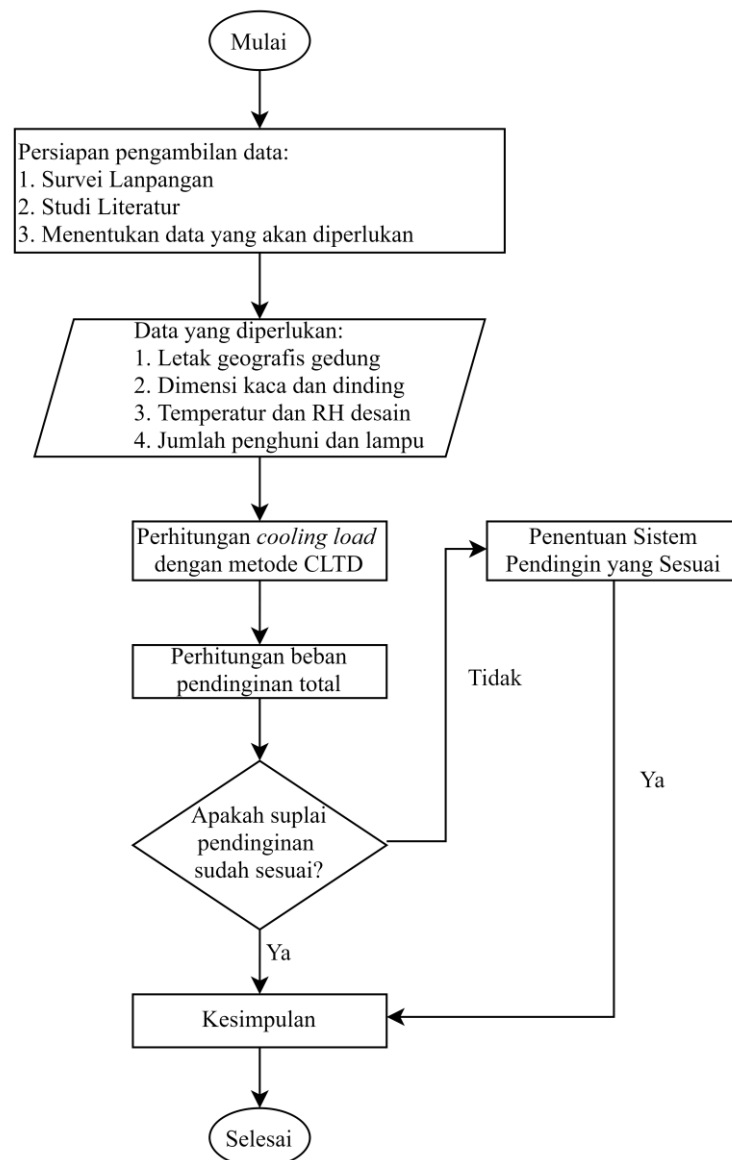 Mulai
Persiapan pengambilan data:
1. Survei Lanpangan
2. Studi Literatur
3. Menentukan data yang akan diperlukan
Data yang diperlukan:
1. Letak geografis gedung
2. Dimensi kaca dan dinding
3. Temperatur dan RH desain
4. Jumlah penghuni dan lampu
Perhitungan cooling load
dengan metode CLTD
Penentuan Sistem
Pendingin yang Sesuai
Perhitungan beban
pendinginan total
Tidak
Ya
Apakah suplai
pendinginan
sudah sesuai?
Ya
Kesimpulan
Selesai